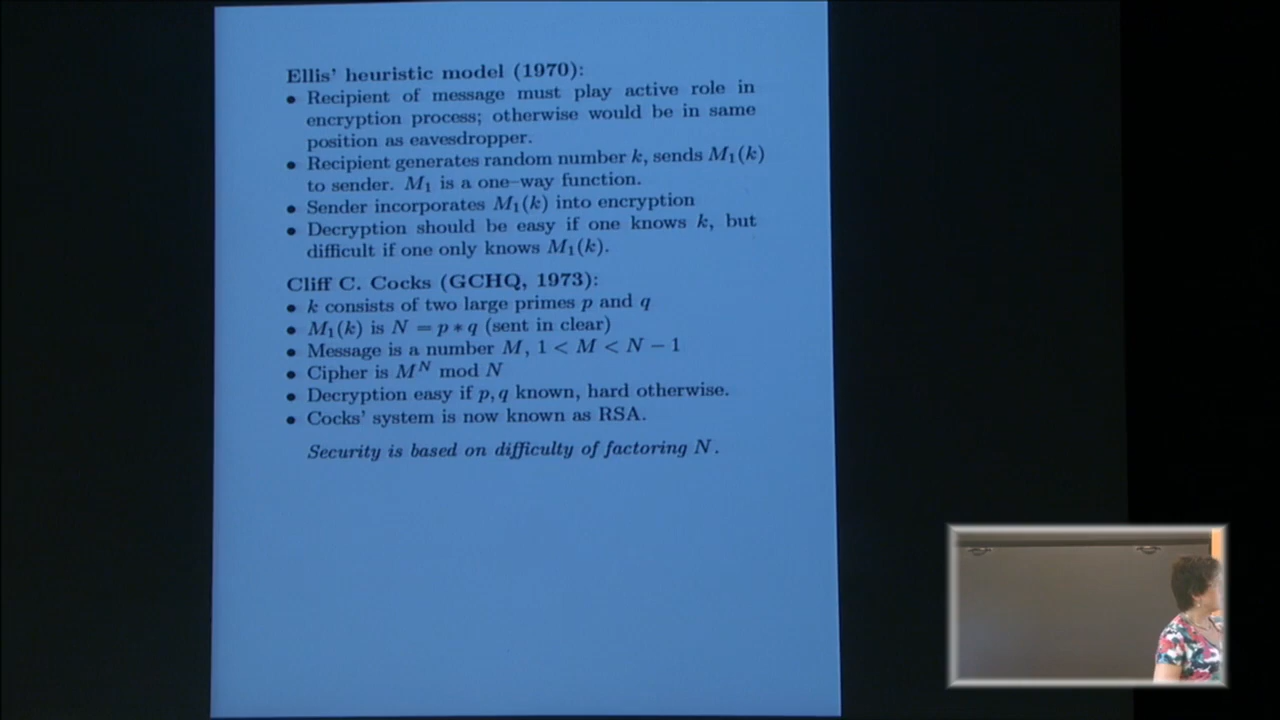 Ellis' heuristic model (1970):
• Recipient of message must play active role in
encryption process; otherwise would be in same
position as eavesdropper.
• Recipient generates random number k, sends M₁(k)
to sender. M₁ is a one–way function.
• Sender incorporates M₁(k) into encryption
• Decryption should be easy if one knows k, but
difficult if one only knows M₁(k).
Cliff C. Cocks (GCHQ, 1973):
• k consists of two large primes p and q
• M₁(k) is N = p ∗ q (sent in clear)
• Message is a number M, 1 < M < N − 1
• Cipher is Mᴺ mod N
• Decryption easy if p, q known, hard otherwise.
• Cocks' system is now known as RSA.
Security is based on difficulty of factoring N.